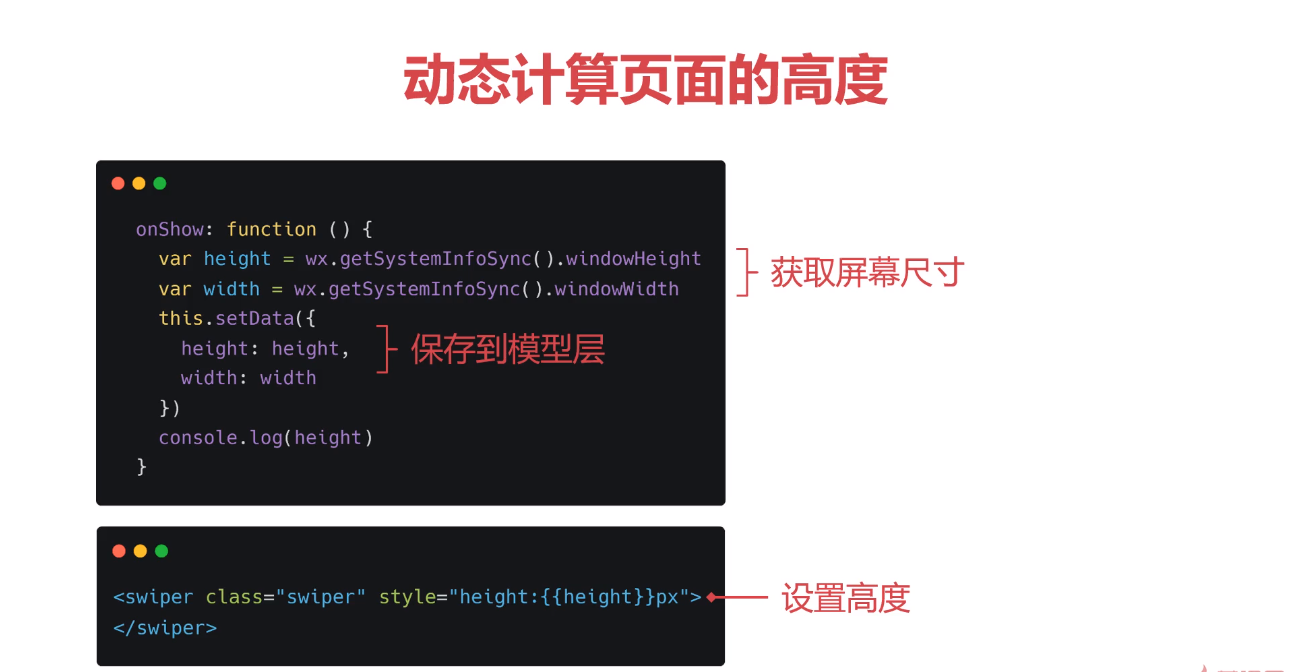 动态计算页面的高度
onShow: function () {
var height = wx.getSystemInfoSync().windowHeight
var width = wx.getSystemInfoSync().windowWidth
获取屏幕尺寸
this.setData({
height: height,
width: width
保存到模型层
})
console.log(height)
}
<swiper class="swiper" style="height:{{height}}px">
设置高度
</swiper>